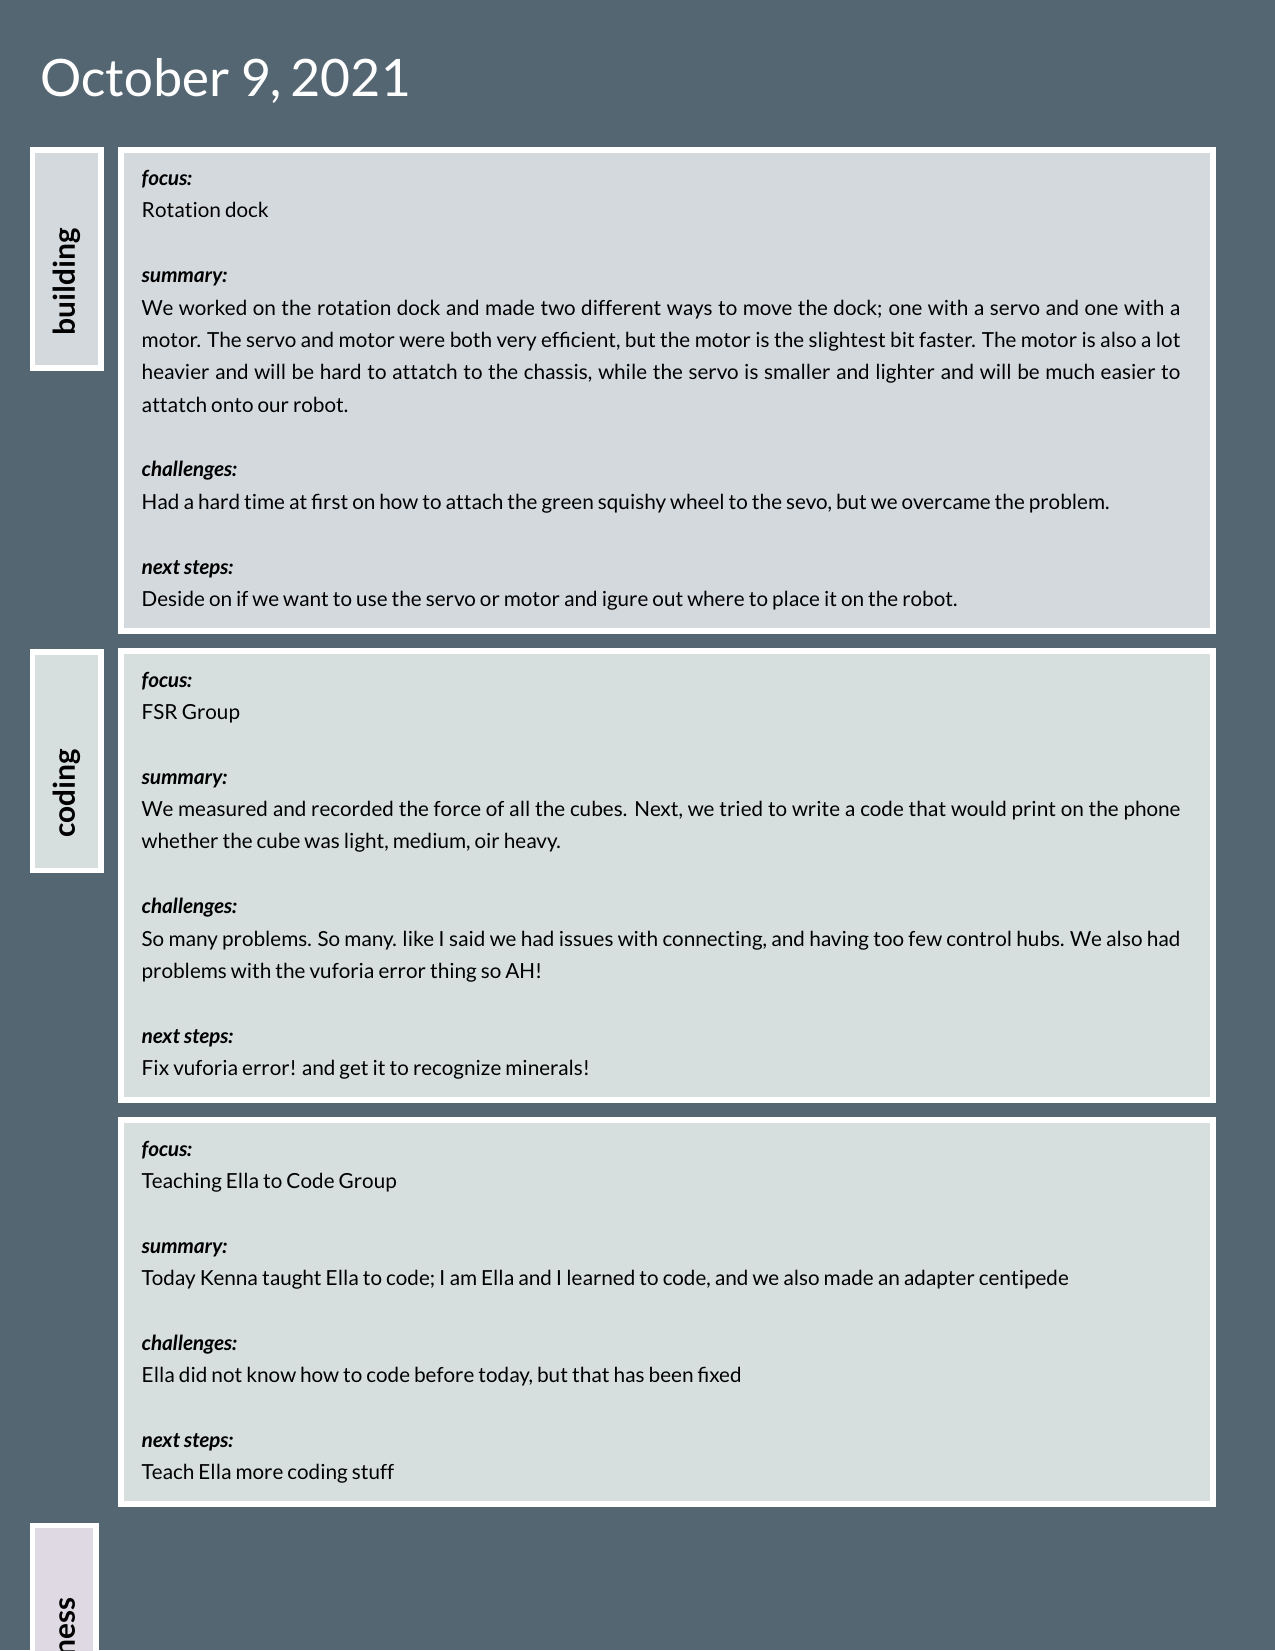 October 9, 2021
building
focus:
Rotation dock
summary:
We worked on the rotation dock and made two different ways to move the dock; one with a servo and one with a
motor. The servo and motor were both very efficient, but the motor is the slightest bit faster. The motor is also a lot
heavier and will be hard to attatch to the chassis, while the servo is smaller and lighter and will be much easier to
attatch onto our robot.
challenges:
Had a hard time at first on how to attach the green squishy wheel to the sevo, but we overcame the problem.
next steps:
Deside on if we want to use the servo or motor and igure out where to place it on the robot.
coding
focus:
FSR Group
summary:
We measured and recorded the force of all the cubes. Next, we tried to write a code that would print on the phone
whether the cube was light, medium, oir heavy.
challenges:
So many problems. So many. like I said we had issues with connecting, and having too few control hubs. We also had
problems with the vuforia error thing so AH!
next steps:
Fix vuforia error! and get it to recognize minerals!
focus:
Teaching Ella to Code Group
summary:
Today Kenna taught Ella to code; I am Ella and I learned to code, and we also made an adapter centipede
challenges:
Ella did not know how to code before today, but that has been fixed
next steps:
Teach Ella more coding stuff